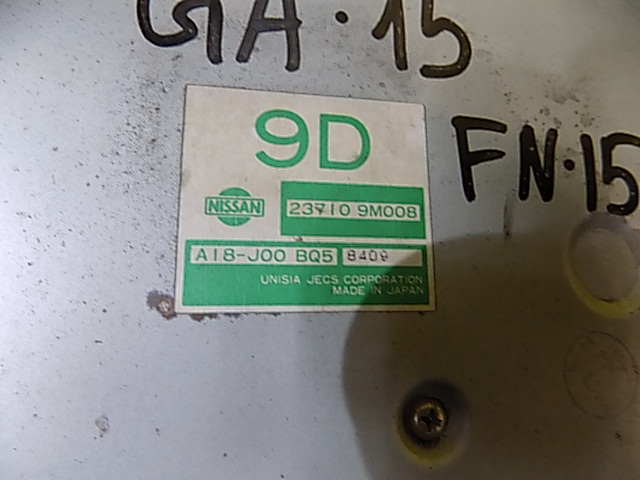 GA·15
FN·15
9D
NISSAN
23710 9M008
A18-J00 BQ5 8409
UNISIA JECS CORPORATION
MADE IN JAPAN